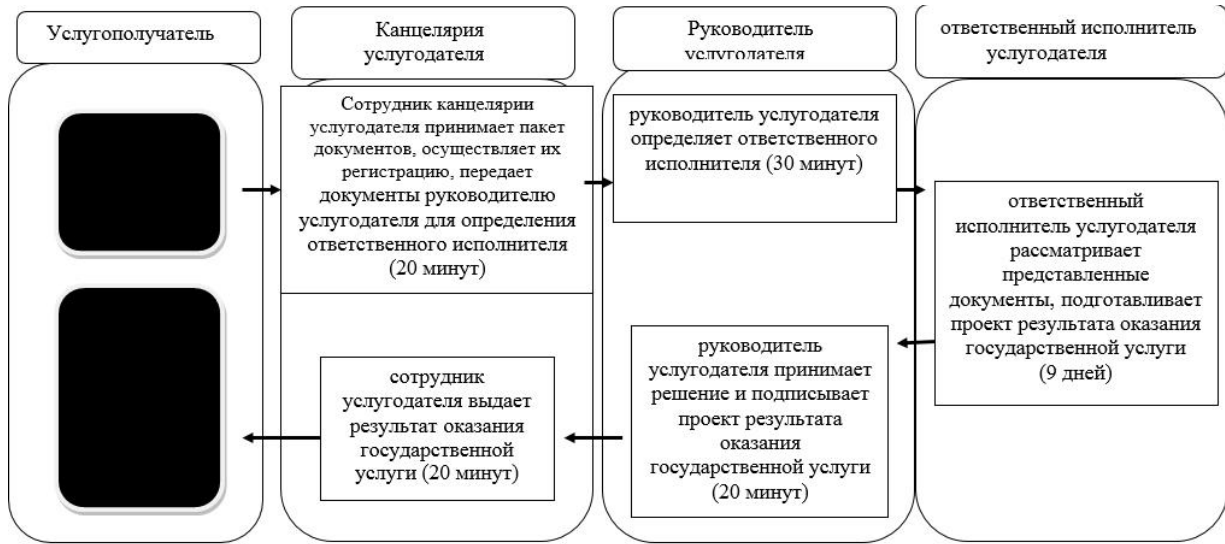 Услугополучатель
Канцелярия
услугодателя
Руководитель
услугодателя
ответственный исполнитель
услугодателя
Сотрудник канцелярии
услугодателя принимает пакет
документов, осуществляет их
регистрацию, передает
документы руководителю
услугодателя для определения
ответственного исполнителя
(20 минут)
руководитель услугодателя
определяет ответственного
исполнителя (30 минут)
ответственный
исполнитель услугодателя
рассматривает
представленные
документы, подготавливает
проект результата оказания
государственной услуги
(9 дней)
руководитель
услугодателя принимает
решение и подписывает
проект результата
оказания
государственной услуги
(20 минут)
сотрудник
услугодателя выдает
результат оказания
государственной
услуги (20 минут)